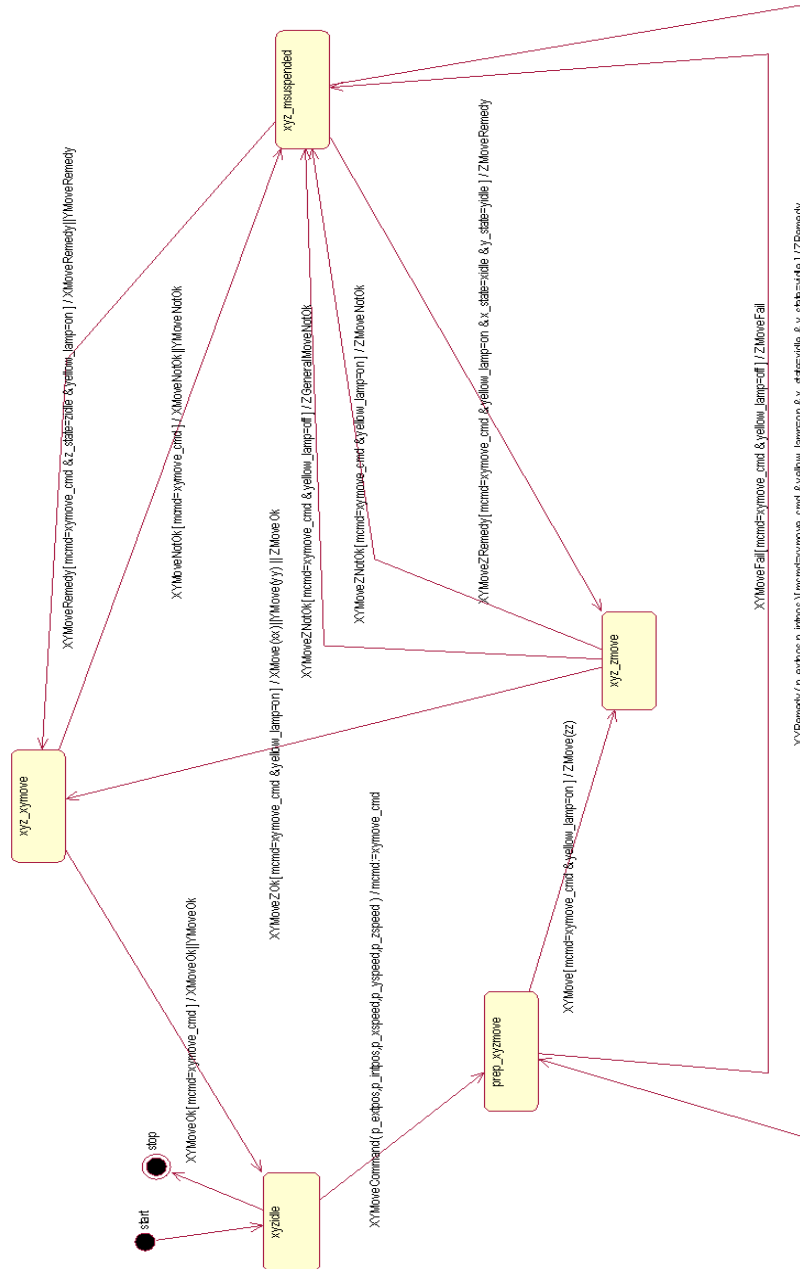 xyz_msuspended
XYMoveRemedy[ mcmd=xymove_cmd & z_state=zidle & yellow_lamp=on ] / XMoveRemedy||YMoveRemedy
XYMoveNotOk[ mcmd=xymove_cmd ] / XMoveNotOk||YMoveNotOk
XYMoveZNotOk[ mcmd=xymove_cmd & yellow_lamp=off ] / ZGeneralMoveNotOk
XYMoveZNotOk[ mcmd=xymove_cmd & yellow_lamp=on ] / ZMoveNotOk
XYMoveZRemedy[ mcmd=xymove_cmd & yellow_lamp=on & x_state=xidle & y_state=yidle ] / ZMoveRemedy
XYMoveFail[ mcmd=xymove_cmd & yellow_lamp=off ] / ZMoveFail
xyz_zmove
xyz_xymove
XYMoveZOk[ mcmd=xymove_cmd & yellow_lamp=on ] / XMove(xx)||YMove(yy) || ZMoveOk
XYMove[ mcmd=xymove_cmd & yellow_lamp=on ] / ZMove(zz)
XYMoveOk[ mcmd=xymove_cmd ] / XMoveOk||YMoveOk
XYMoveCommand( p_extpos,p_intpos,p_xspeed,p_yspeed,p_zspeed ) / mcmd:=xymove_cmd
prep_xyzmove
stop
start
xyzidle